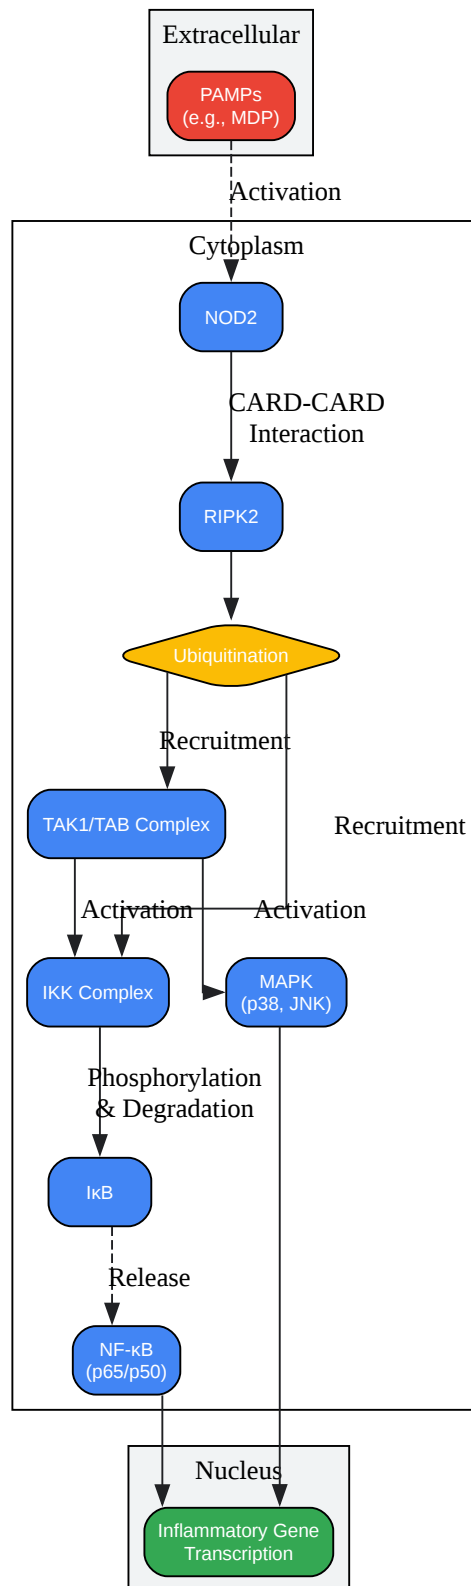 Extracellular
PAMPs
(e.g., MDP)
Activation
Cytoplasm
NOD2
CARD-CARD
Interaction
RIPK2
Ubiquitination
Recruitment
TAK1/TAB Complex
Recruitment
Activation
Activation
IKK Complex
MAPK
(p38, JNK)
Phosphorylation
& Degradation
IκB
Release
NF-κB
(p65/p50)
Nucleus
Inflammatory Gene
Transcription